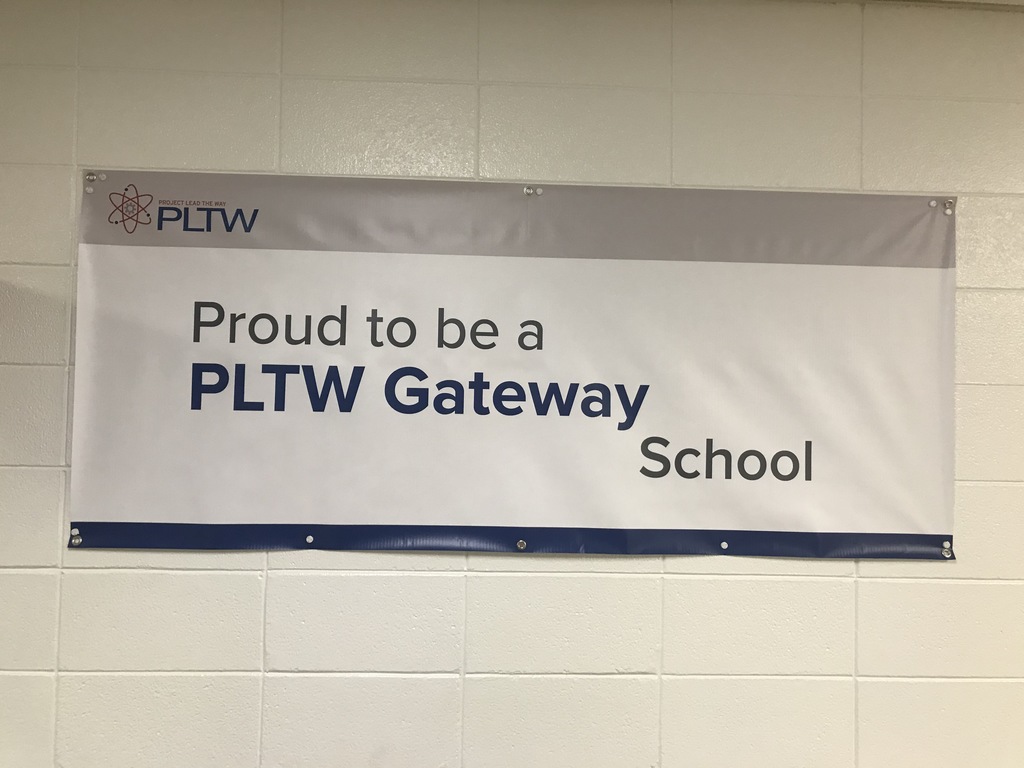 PROJECT LEAD THE WAY
PLTW
Proud to be a
PLTW Gateway
School